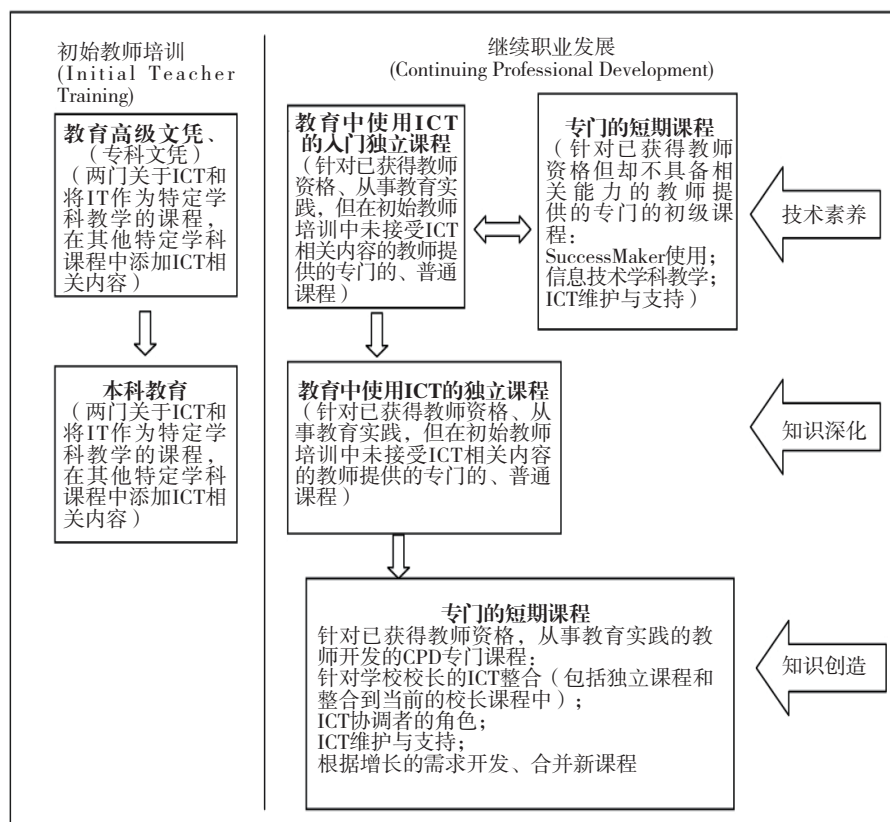 初始教师培训
(Initial Teacher
Training)
教育高级文凭、
（专科文凭）
（两门关于ICT和
将IT作为特定学
科教学的课程，
在其他特定学科
课程中添加ICT相
关内容）
本科教育
（两门关于ICT和
将IT作为特定学
科教学的课程，
在其他特定学科
课程中添加ICT相
关内容）
继续职业发展
(Continuing Professional Development)
教育中使用ICT
的入门独立课程
（针对已获得教师
资格、从事教育实
践，但在初始教师
培训中未接受ICT
相关内容的教师
提供的专门的、普通
课程）
专门的短期课程
（针对已获得教师
资格但却不具备相
关能力的教师提
供的专门的初级课
程：
SuccessMaker使用；
信息技术学科教学；
ICT维护与支持）
教育中使用ICT的独立课程
（针对已获得教师资格、从
事教育实践，但在初始教师
培训中未接受ICT相关内容
的教师提供的专门的、普通
课程）
专门的短期课程
针对已获得教师资格，从事教育实践的教
师开发的CPD专门课程：
针对学校校长的ICT整合（包括独立课程和
整合到当前的校长课程中）；
ICT协调者的角色；
ICT维护与支持；
根据增长的需求开发、合并新课程
技术素养
知识深化
知识创造